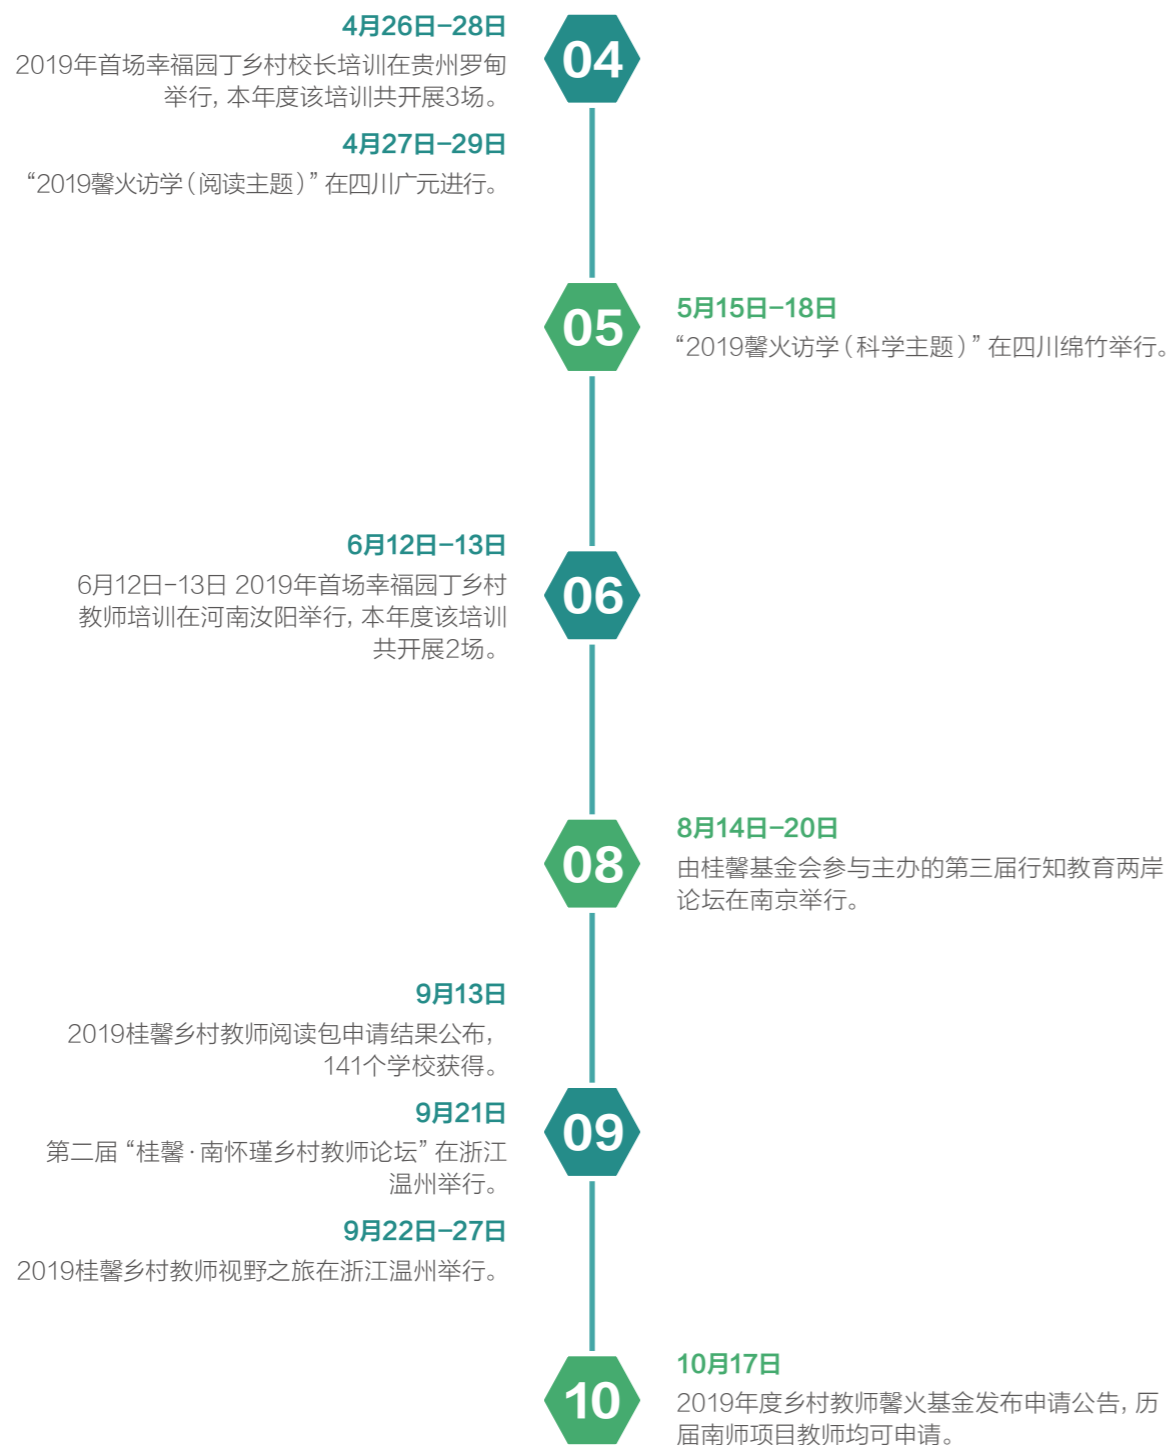 04
4月26日-28日
2019年首场幸福园丁乡村校长培训在贵州罗甸
举行, 本年度该培训共开展3场。
4月27日-29日
“2019馨火访学（阅读主题）” 在四川广元进行。
05
5月15日-18日
“2019馨火访学（科学主题）” 在四川绵竹举行。
06
6月12日-13日
6月12日-13日 2019年首场幸福园丁乡村
教师培训在河南汝阳举行, 本年度该培训
共开展2场。
08
8月14日-20日
由桂馨基金会参与主办的第三届行知教育两岸
论坛在南京举行。
09
9月13日
2019桂馨乡村教师阅读包申请结果公布,
141个学校获得。
9月21日
第二届 “桂馨·南怀瑾乡村教师论坛” 在浙江
温州举行。
9月22日-27日
2019桂馨乡村教师视野之旅在浙江温州举行。
10
10月17日
2019年度乡村教师馨火基金发布申请公告, 历
届南师项目教师均可申请。